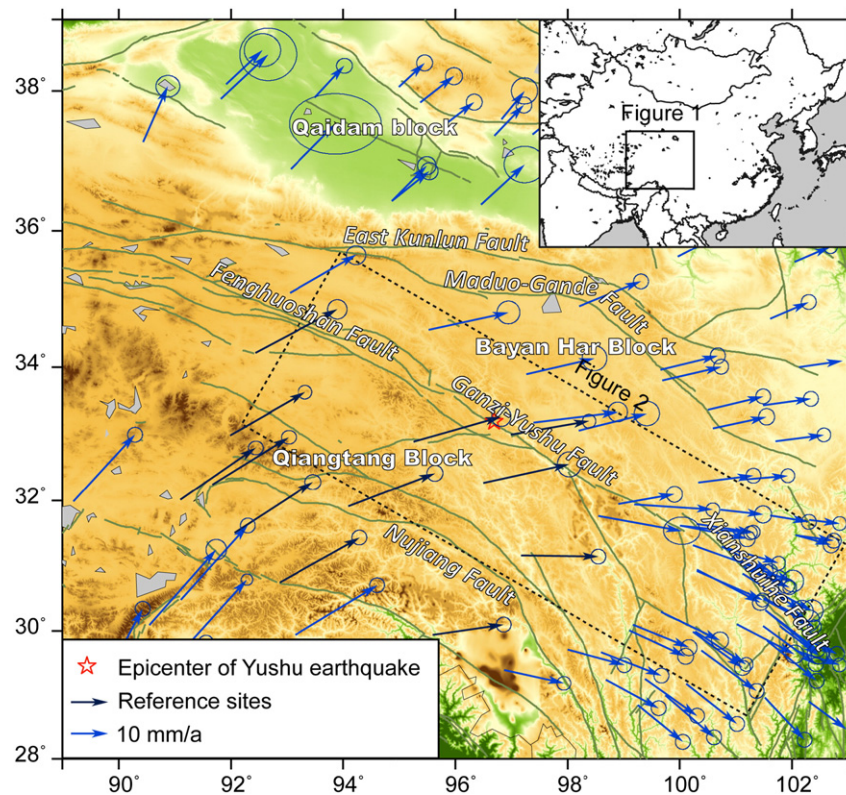 38°
36°
34°
32°
30°
28°
90°
92°
94°
96°
98°
100°
102°
Figure 1
Qaidam block
East Kunlun Fault
Maduo-Gande Fault
Fenghuoshan Fault
Bayan Har Block
Figure 2
Ganzi-Yushu Fault
Qiangtang Block
Nujiang Fault
Xianshuihe Fault
Epicenter of Yushu earthquake
Reference sites
10 mm/a